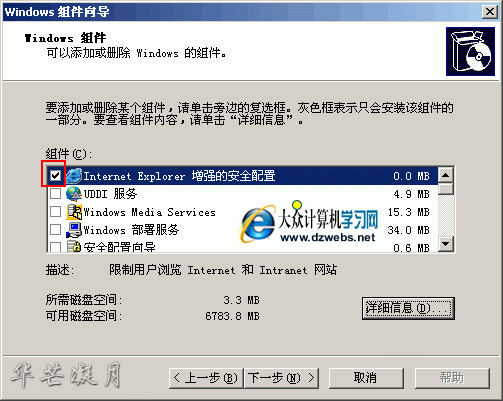 Windows 组件向导
Windows 组件
可以添加或删除 Windows 的组件。
要添加或删除某个组件，请单击旁边的复选框。灰色框表示只会安装该组件的
一部分。要查看组件内容，请单击“详细信息”。
组件(C):
Internet Explorer 增强的安全配置 0.0 MB
UDDI 服务 4.9 MB
Windows Media Services 15.3 MB
Windows 部署服务 34.0 MB
安全配置向导 0.6 MB
大众计算机学习网
www.dzwebs.net
描述: 限制用户浏览 Internet 和 Intranet 网站
所需磁盘空间: 3.3 MB
可用磁盘空间: 6783.8 MB
详细信息(D)...
华芒凝月
< 上一步(B) 下一步(N) > 取消 帮助